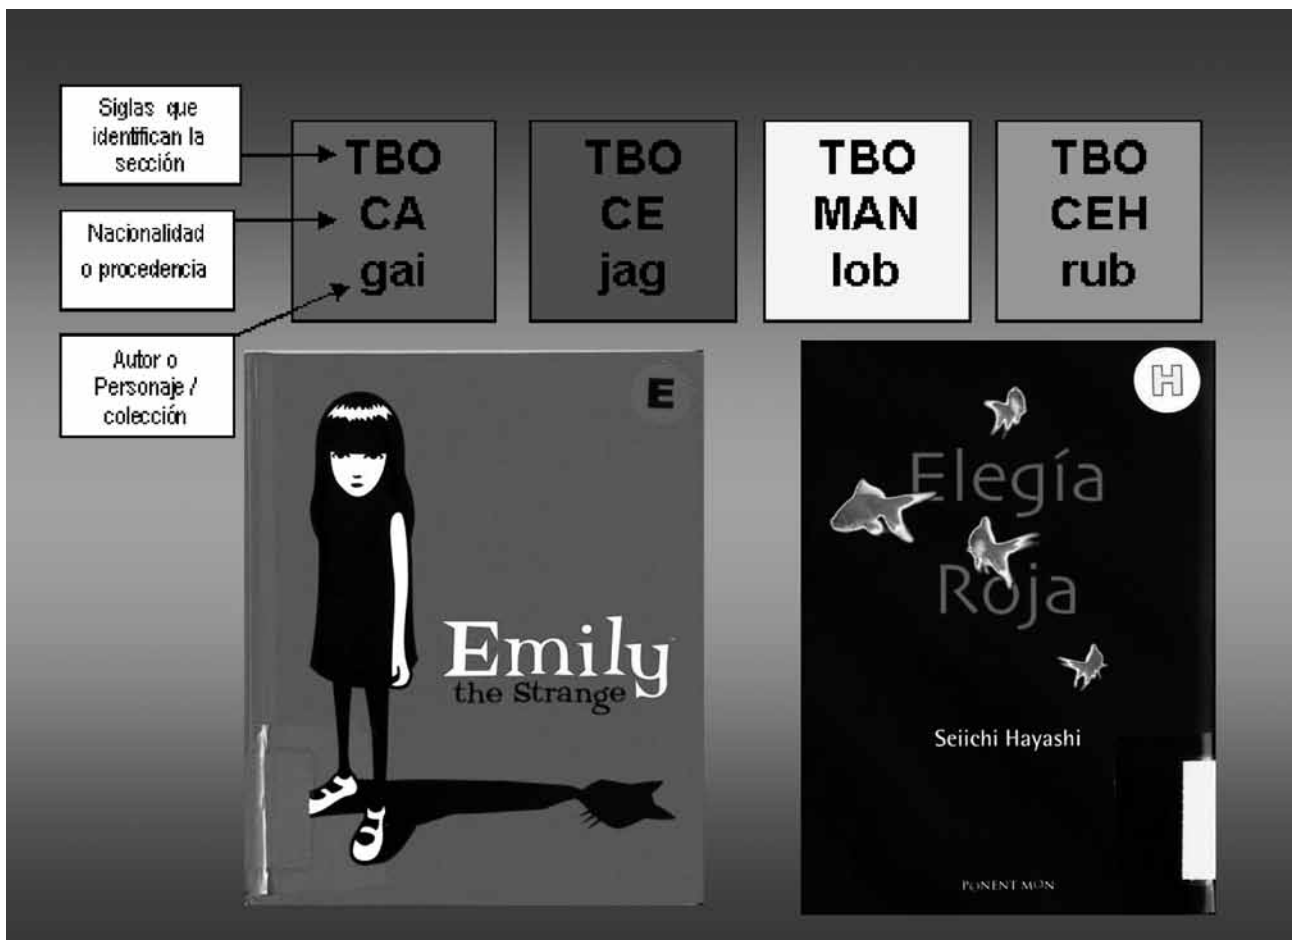 Siglas que
identifican la
sección
Nacionalidad
o procedencia
Autor o
Personaje /
colección
TBO
CA
gai
TBO
CE
jag
TBO
MAN
lob
TBO
CEH
rub
E
Emily
the Strange
H
Elegía
Roja
Seiichi Hayashi
PONENT MON